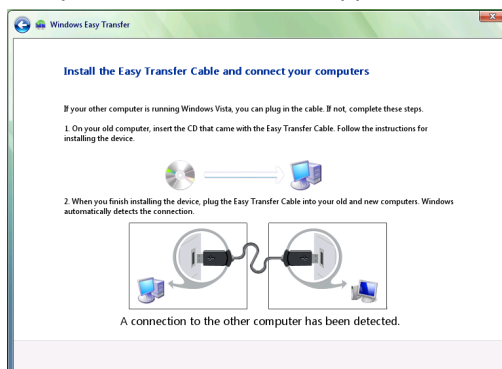 Windows Easy Transfer
Install the Easy Transfer Cable and connect your computers
If your other computer is running Windows Vista, you can plug in the cable. If not, complete these steps.
1. On your old computer, insert the CD that came with the Easy Transfer Cable. Follow the instructions for
installing the device.
2. When you finish installing the device, plug the Easy Transfer Cable into your old and new computers. Windows
automatically detects the connection.
A connection to the other computer has been detected.